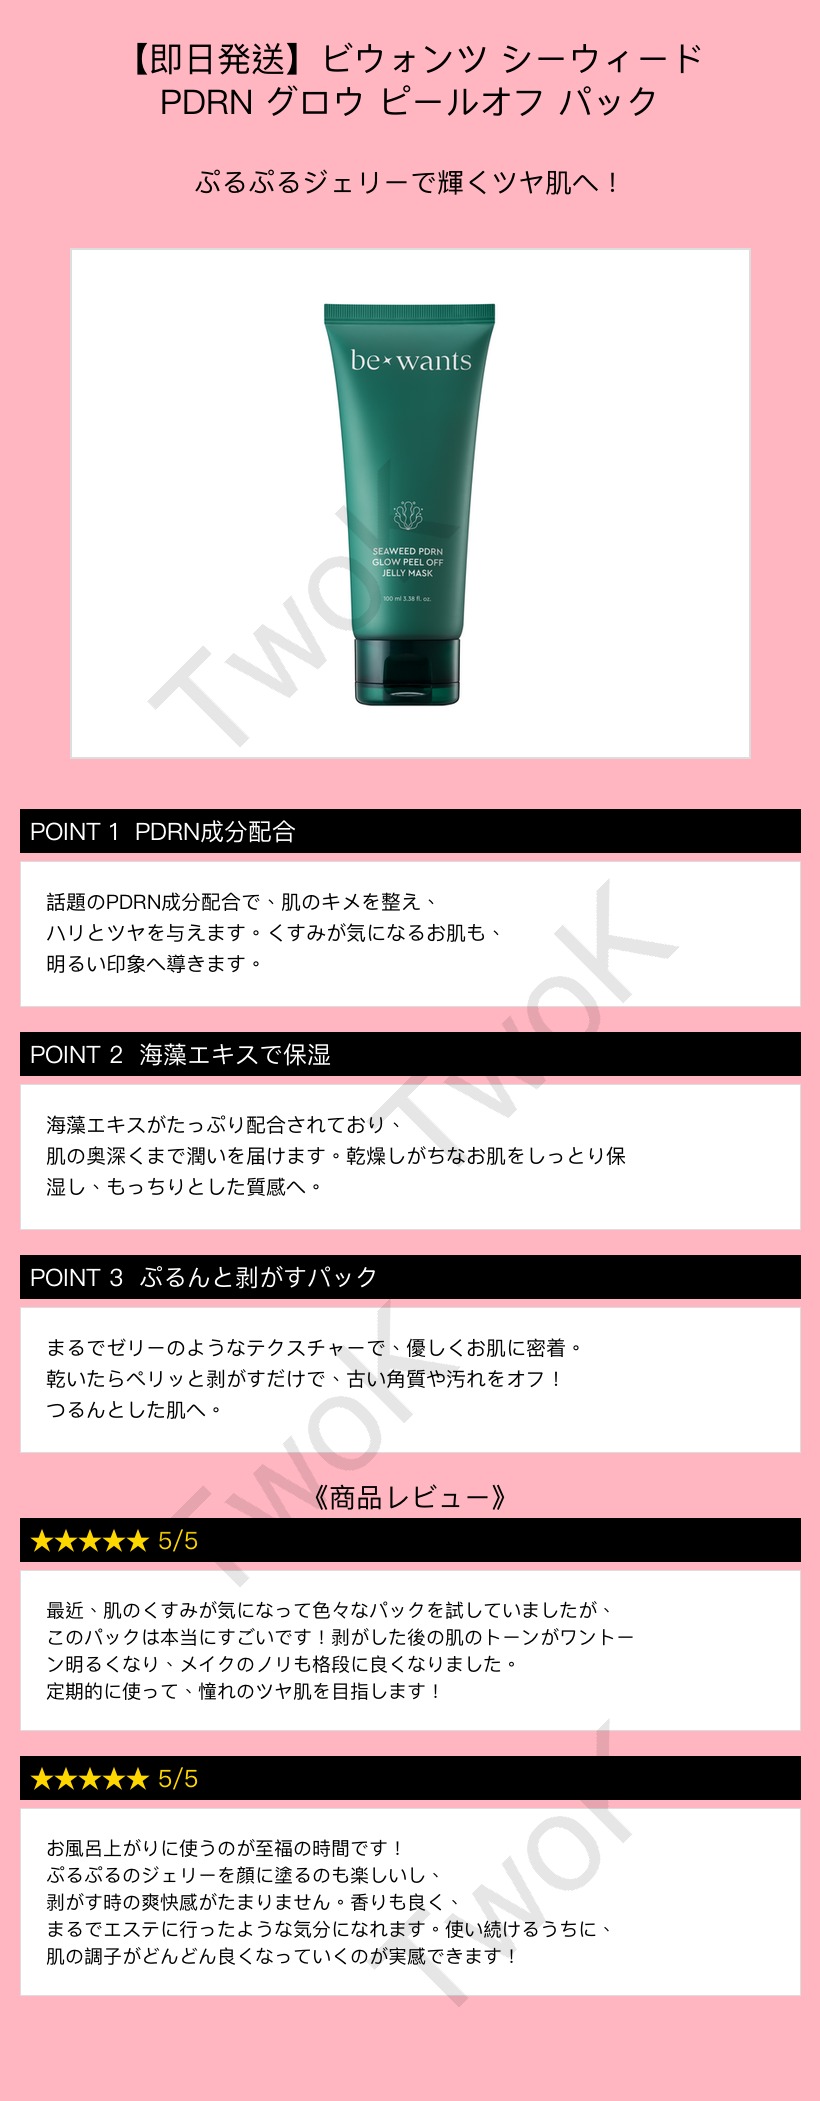 【即日発送】ビウォンツ シーウィード
PDRN グロウ ピールオフ パック
ぷるぷるジェリーで輝くツヤ肌へ！
be wants
SEAWEED PDRN
GLOW PEEL OFF
JELLY MASK
100 ml 3.38 fl. oz.
TwoK
POINT 1 PDRN成分配合
話題のPDRN成分配合で、肌のキメを整え、
ハリとツヤを与えます。くすみが気になるお肌も、
明るい印象へ導きます。
TwoK
POINT 2 海藻エキスで保湿
海藻エキスがたっぷり配合されており、
肌の奥深くまで潤いを届けます。乾燥しがちなお肌をしっとり保
湿し、もっちりとした質感へ。
POINT 3 ぷるんと剥がすパック
まるでゼリーのようなテクスチャーで、優しくお肌に密着。
乾いたらペリッと剥がすだけで、古い角質や汚れをオフ！
つるんとした肌へ。
TwoK
《商品レビュー》
★★★★★ 5/5
最近、肌のくすみが気になって色々なパックを試していましたが、
このパックは本当にすごいです！剥がした後の肌のトーンがワントー
ン明るくなり、メイクのノリも格段に良くなりました。
定期的に使って、憧れのツヤ肌を目指します！
★★★★★ 5/5
お風呂上がりに使うのが至福の時間です！
ぷるぷるのジェリーを顔に塗るのも楽しいし、
剥がす時の爽快感がたまりません。香りも良く、
まるでエステに行ったような気分になれます。使い続けるうちに、
肌の調子がどんどん良くなっていくのが実感できます！
TwoK